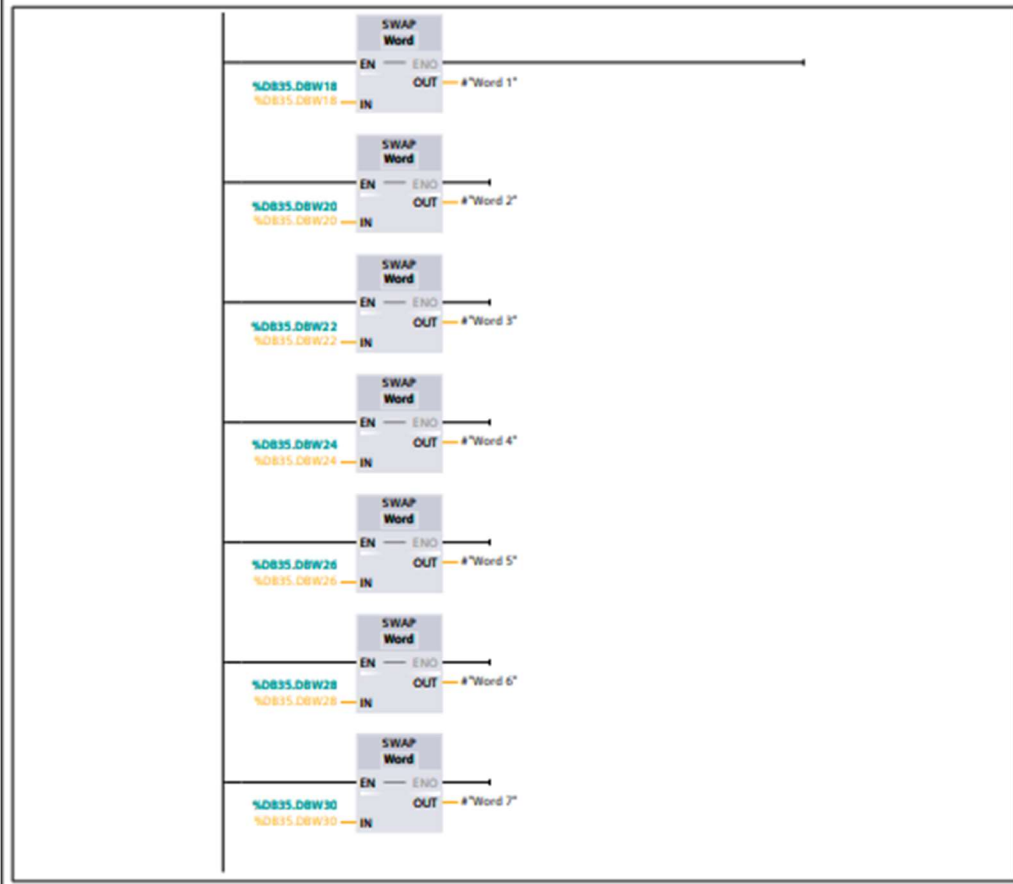 SWAP
Word
EN ENO
%DB35.DBW18 OUT #"Word 1"
%DB35.DBW18 IN
SWAP
Word
EN ENO
%DB35.DBW20 OUT #"Word 2"
%DB35.DBW20 IN
SWAP
Word
EN ENO
%DB35.DBW22 OUT #"Word 3"
%DB35.DBW22 IN
SWAP
Word
EN ENO
%DB35.DBW24 OUT #"Word 4"
%DB35.DBW24 IN
SWAP
Word
EN ENO
%DB35.DBW26 OUT #"Word 5"
%DB35.DBW26 IN
SWAP
Word
EN ENO
%DB35.DBW28 OUT #"Word 6"
%DB35.DBW28 IN
SWAP
Word
EN ENO
%DB35.DBW30 OUT #"Word 7"
%DB35.DBW30 IN